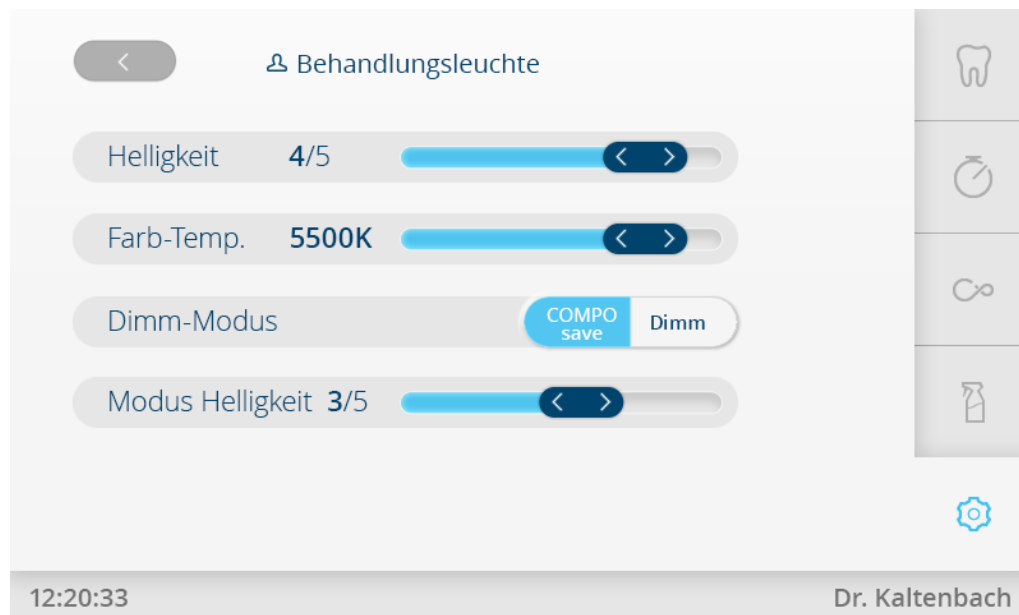 Behandlungsleuchte
Helligkeit 4/5
Farb-Temp. 5500K
Dimm-Modus COMPO save Dimm
Modus Helligkeit 3/5
12:20:33 Dr. Kaltenbach